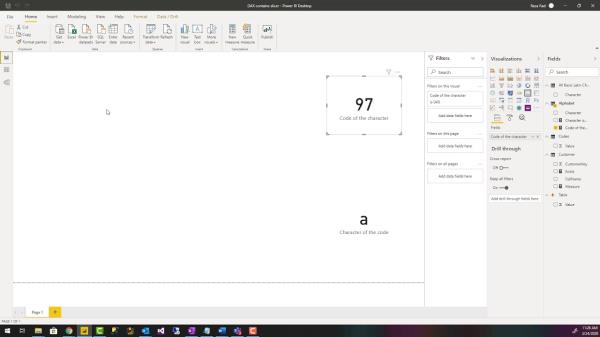 DAX contains slicer - Power BI Desktop
Reza Rad
File
Home
Insert
Modeling
View
Help
Format
Data / Drill
Paste
Cut
Copy
Format painter
Get data
Excel
Power BI datasets
SQL Server
Enter data
Recent sources
Transform data
Refresh
New visual
Text box
More visuals
New measure
Quick measure
Publish
Clipboard
Data
Queries
Insert
Calculations
Share
97
Code of the character
a
Character of the code
Filters
Search
Filters on this visual
Code of the character
is (All)
Add data fields here
Filters on this page
Add data fields here
Filters on all pages
Add data fields here
Visualizations
Fields
Code of the character
Drill through
Cross-report
Off
Keep all filters
On
Add drill-through fields here
Fields
Search
All Basic Latin Ch...
Character
Alphabet
Character
Character o...
Code of the...
Codes
Value
Customer
CustomerKey
FullName
Measure
Table
Value
Page 1
PAGE 1 OF 1
11:28 AM